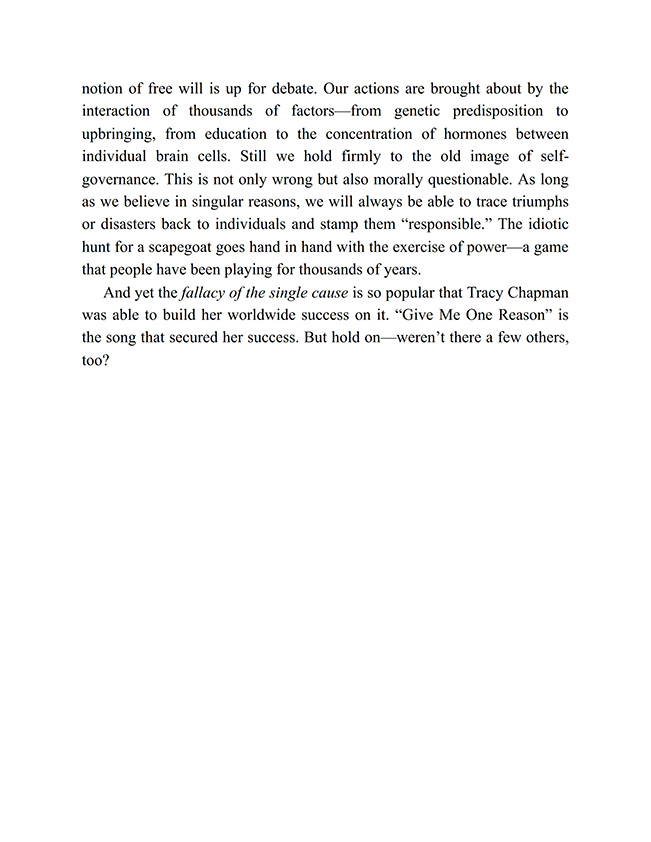 notion of free will is up for debate. Our actions are brought about by the
interaction of thousands of factors—from genetic predisposition to
upbringing, from education to the concentration of hormones between
individual brain cells. Still we hold firmly to the old image of self-
governance. This is not only wrong but also morally questionable. As long
as we believe in singular reasons, we will always be able to trace triumphs
or disasters back to individuals and stamp them “responsible.” The idiotic
hunt for a scapegoat goes hand in hand with the exercise of power—a game
that people have been playing for thousands of years.
And yet the fallacy of the single cause is so popular that Tracy Chapman
was able to build her worldwide success on it. “Give Me One Reason” is
the song that secured her success. But hold on—weren’t there a few others,
too?